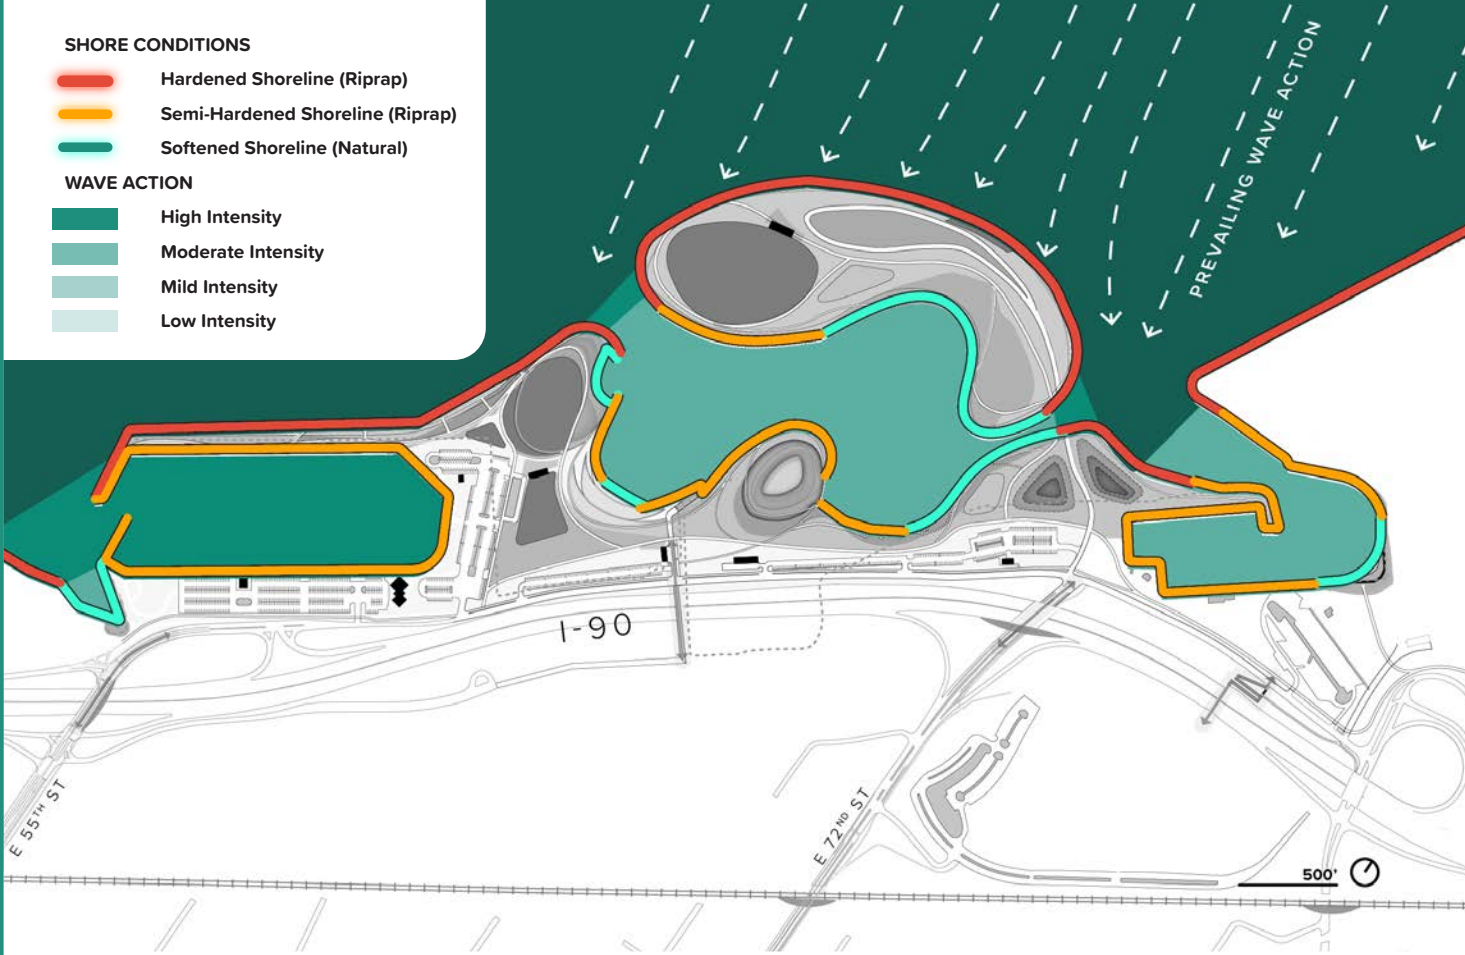 SHORE CONDITIONS
Hardened Shoreline (Riprap)
Semi-Hardened Shoreline (Riprap)
Softened Shoreline (Natural)
WAVE ACTION
High Intensity
Moderate Intensity
Mild Intensity
Low Intensity
PREVAILING WAVE ACTION
I-90
E 55TH ST
E 72ND ST
500'